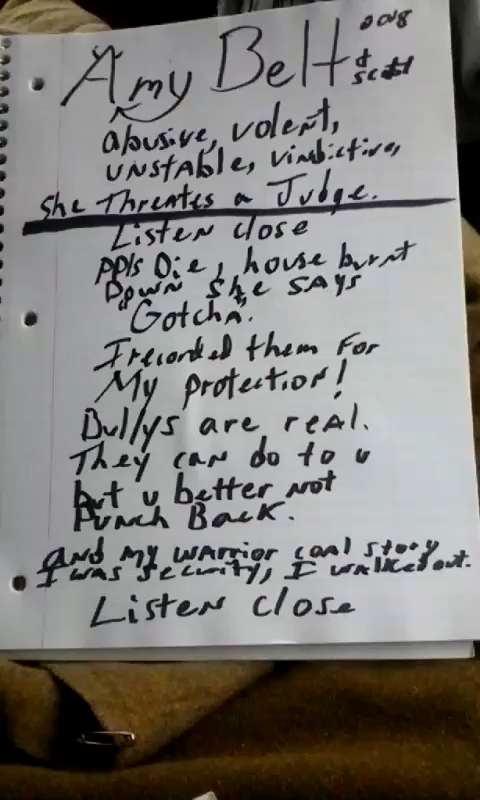 2018
Amy Belt
& Scott
abusive, volent,
UNSTABLE, vindictive,
She Threates a Judge.
Listen close
ppls Die, house burnt
Down she says
"Gotcha".
I recorded them for
My protection!
Bullys are real.
They can do to u
but u better not
Punch Back.
and my warrior coal story
I was security, I walked out.
Listen close